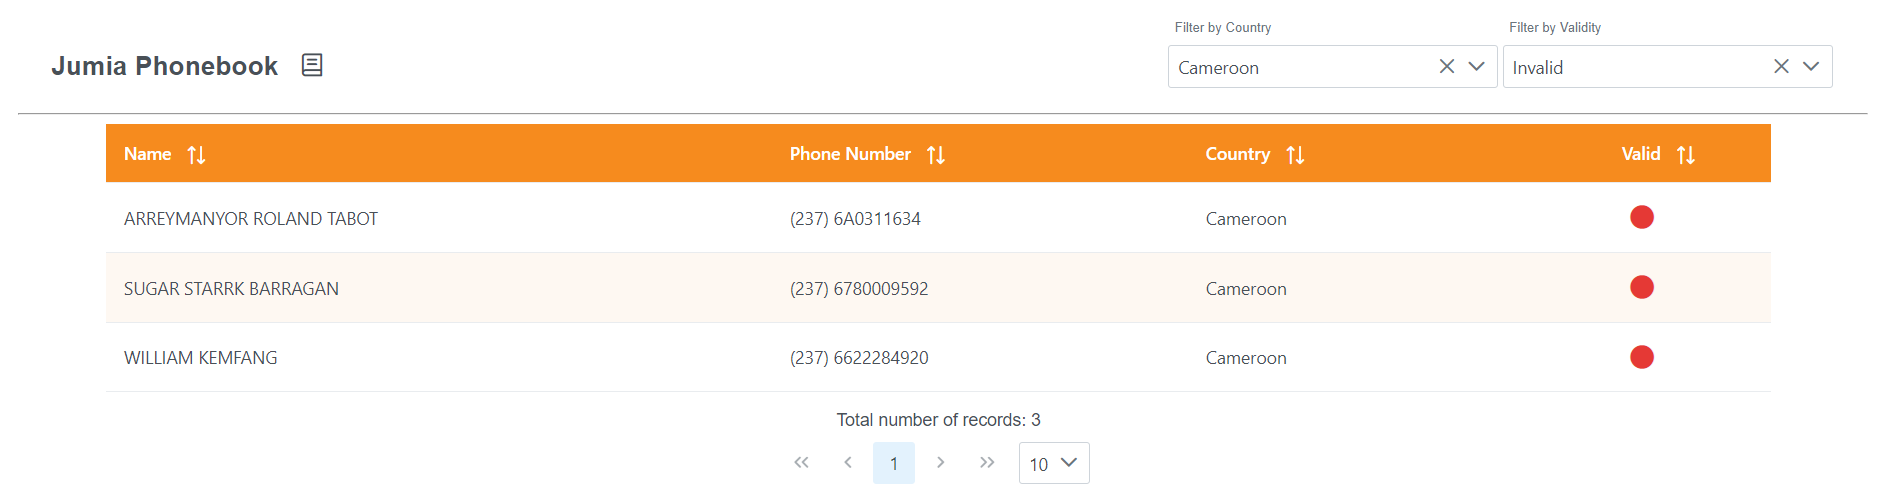 Filter by Country Filter by Validity
Jumia Phonebook Cameroon Invalid
Name Phone Number Country Valid
ARREYMANYOR ROLAND TABOT (237) 6A0311634 Cameroon
SUGAR STARRK BARRAGAN (237) 6780009592 Cameroon
WILLIAM KEMFANG (237) 6622284920 Cameroon
Total number of records: 3
1 10